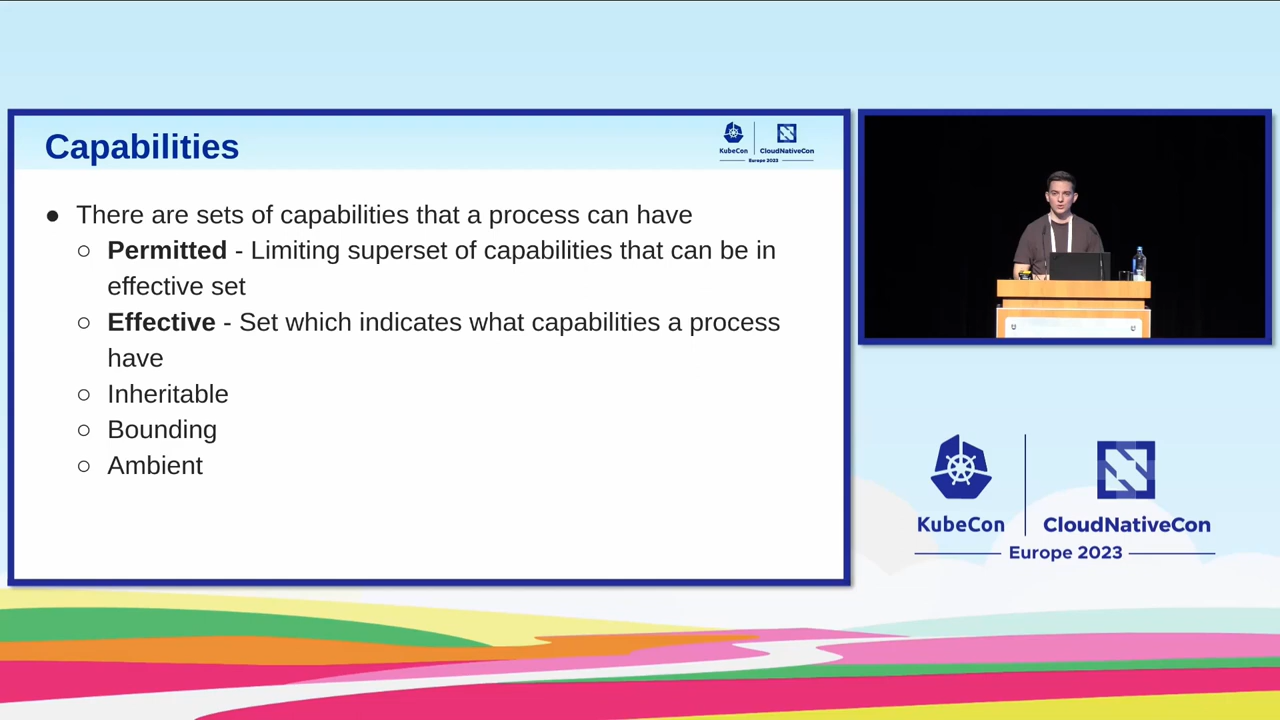 Capabilities
KubeCon
CloudNativeCon
Europe 2023
● There are sets of capabilities that a process can have
○ Permitted - Limiting superset of capabilities that can be in
effective set
○ Effective - Set which indicates what capabilities a process
have
○ Inheritable
○ Bounding
○ Ambient
KubeCon
CloudNativeCon
Europe 2023